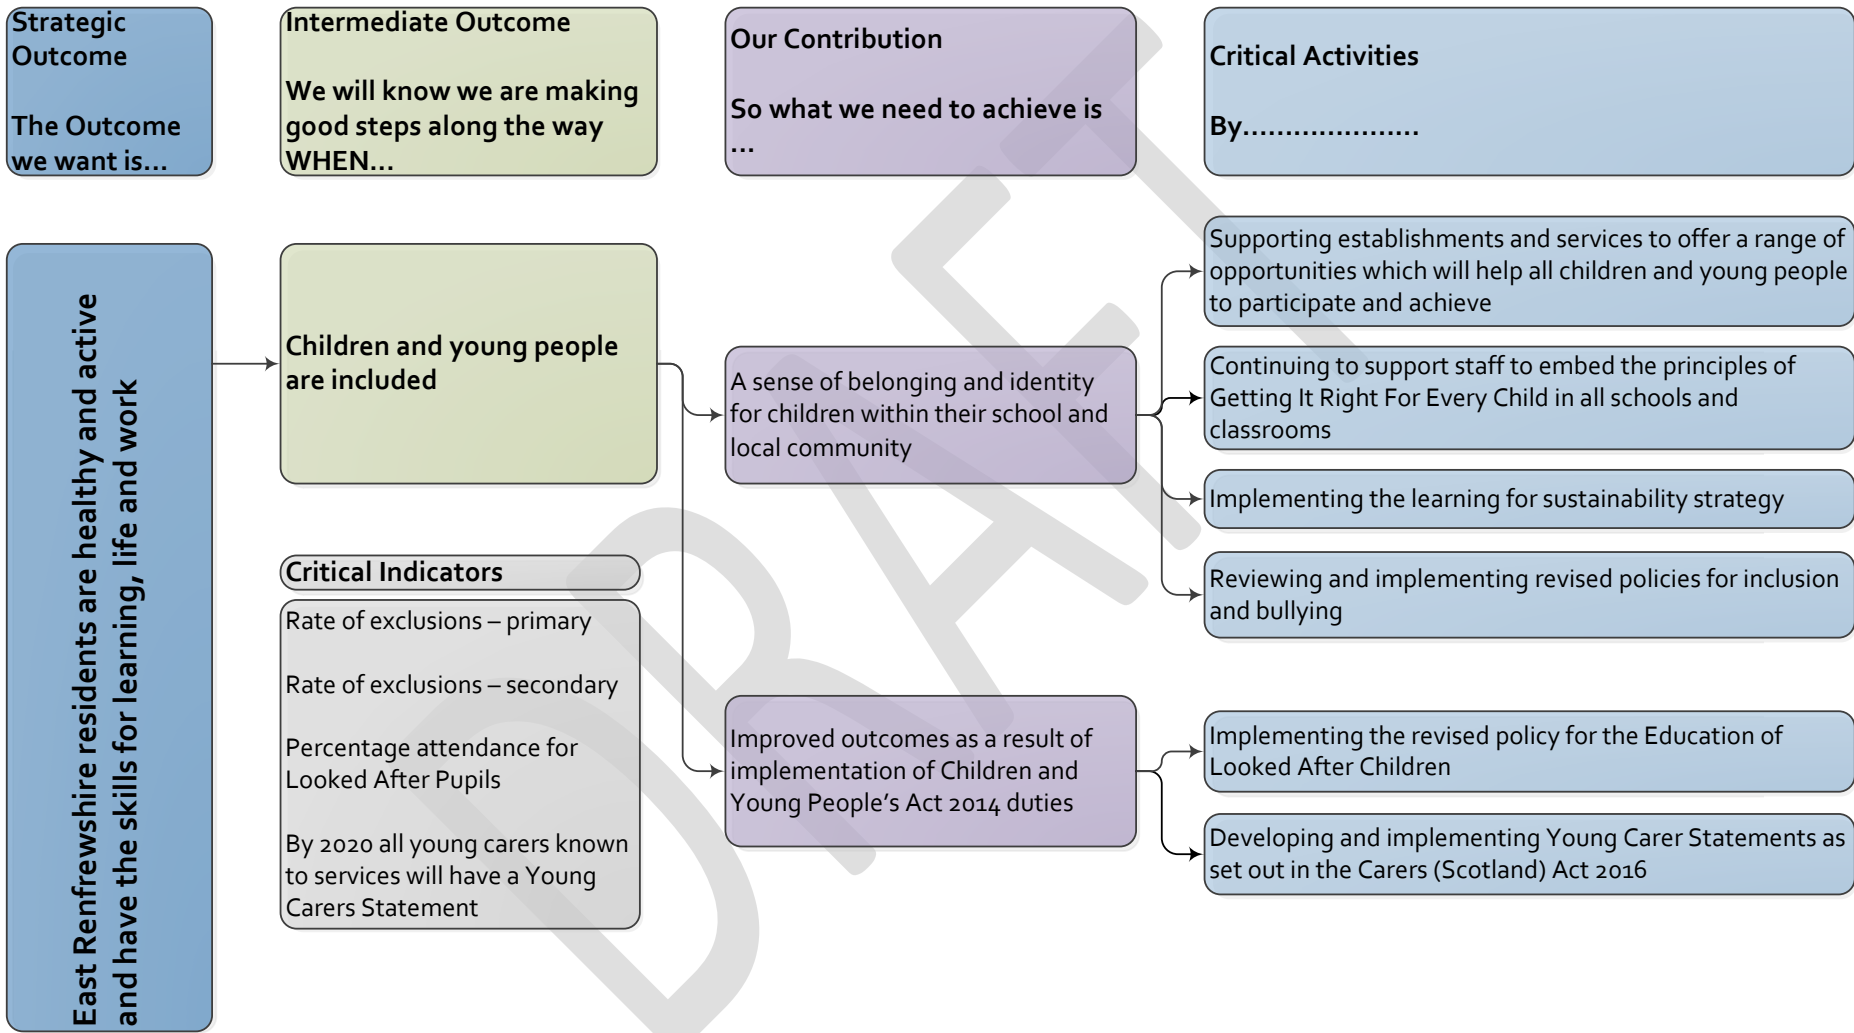 Strategic
Outcome
The Outcome
we want is...
Intermediate Outcome
We will know we are making
good steps along the way
WHEN...
Our Contribution
So what we need to achieve is
...
Critical Activities
By.....................
East Renfrewshire residents are healthy and active
and have the skills for learning, life and work
Children and young people
are included
Critical Indicators
Rate of exclusions – primary
Rate of exclusions – secondary
Percentage attendance for
Looked After Pupils
By 2020 all young carers known
to services will have a Young
Carers Statement
A sense of belonging and identity
for children within their school and
local community
Improved outcomes as a result of
implementation of Children and
Young People’s Act 2014 duties
Supporting establishments and services to offer a range of
opportunities which will help all children and young people
to participate and achieve
Continuing to support staff to embed the principles of
Getting It Right For Every Child in all schools and
classrooms
Implementing the learning for sustainability strategy
Reviewing and implementing revised policies for inclusion
and bullying
Implementing the revised policy for the Education of
Looked After Children
Developing and implementing Young Carer Statements as
set out in the Carers (Scotland) Act 2016
DRAFT